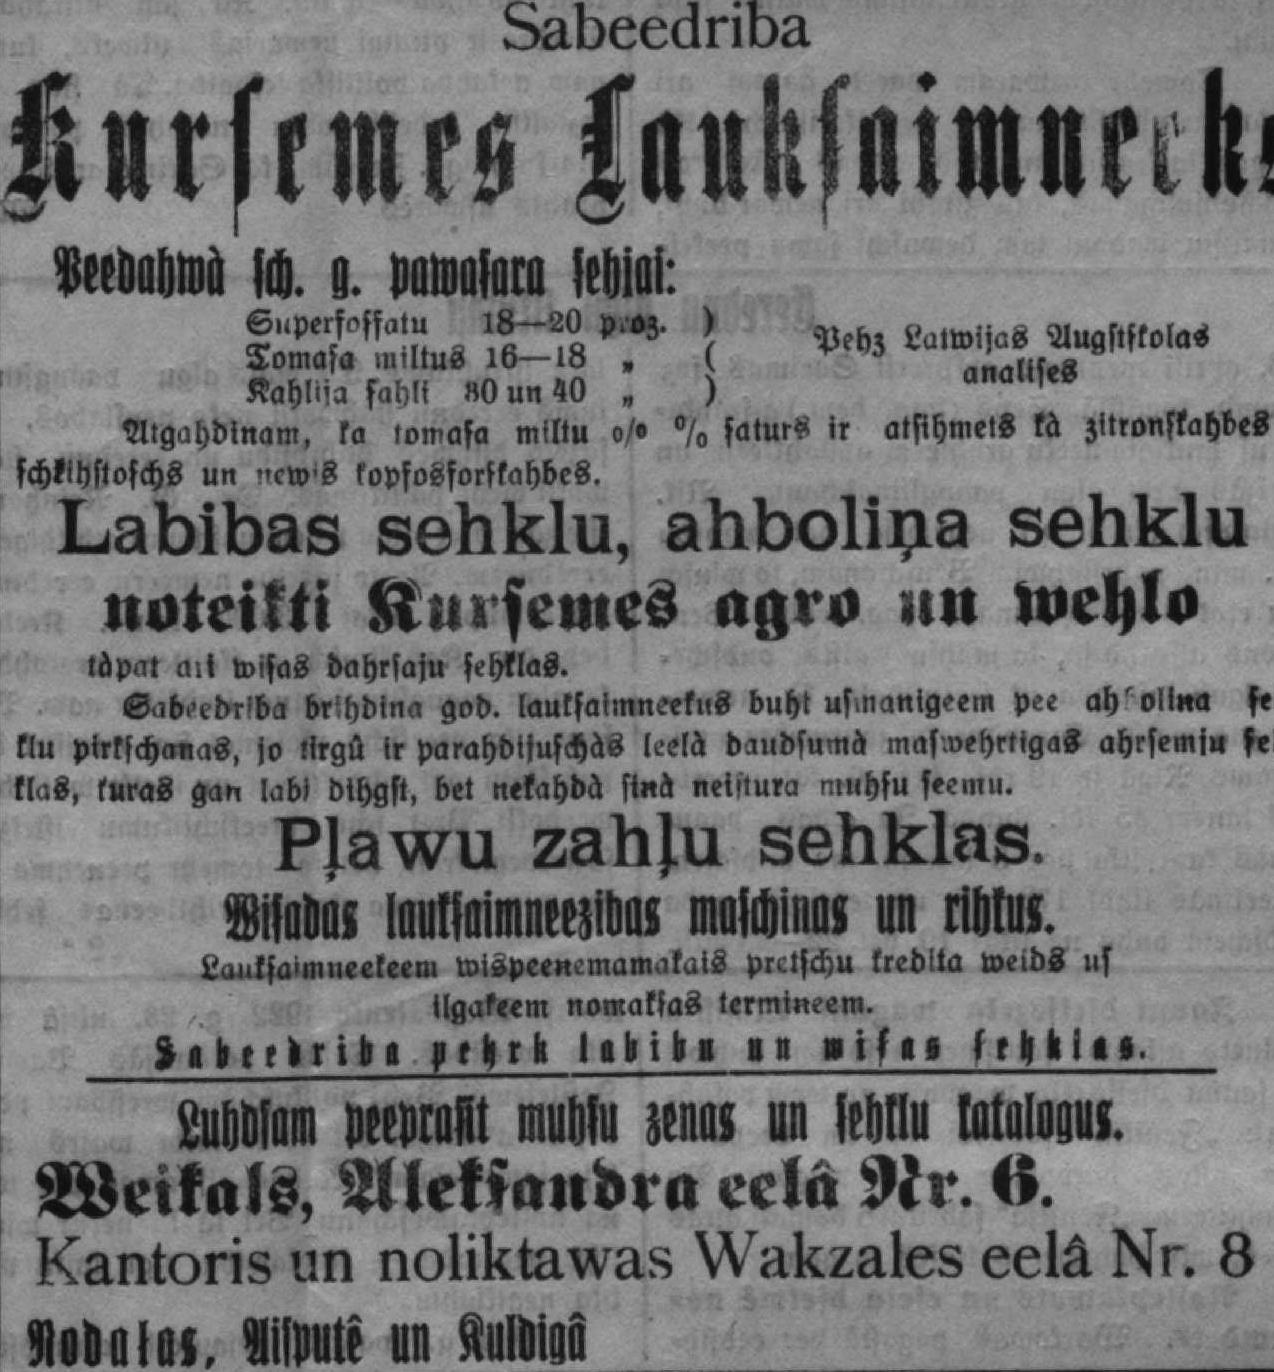 Sabeedriba
Kursemes Lauksaimneeks
Peedahwà sch. g. pawasara sehjai:
Superfosfatu 18—20 proz. )
Tomasa miltus 16—18 „ (
Kahlija sahli 30 un 40 „ )
Pehz Latwijas Augstskolas
analises
Atgahdinam, ka tomasa miltu o/o % saturs ir atsihmets kà zitronskahbes
schkihstoschs un newis kopfosforskahbes.
Labibas sehklu, ahboliņa sehklu
noteikti Kursemes agro un wehlo
tàpat ari wisas dahrsaju sehklas.
Sabeedriba brihdina god. lauksaimneekus buht usmanigeem pee ahbolina se
klu pirkschanas, jo tirgû ir parahdijuschàs leelà daudsumà maswehrtigas ahrsemju se
klas, kuras gan labi dihgst, bet nekahdà sinà neistura muhsu seemu.
Pļawu zahļu sehklas.
Wisadas lauksaimneezibas maschinas un rihkus.
Lauksaimneekeem wispeenemamakais pretschu kredita weids us
ilgakeem nomaksas termineem.
Sabeedriba pehrk labibu un wisas sehklas.
Luhdsam peeprasit muhsu zenas un sehklu katalogus.
Weikals, Aleksandra eelâ Nr. 6.
Kantoris un noliktawas Wakzales eelâ Nr. 8
Nodaļas, Aisputê un Kuldigâ